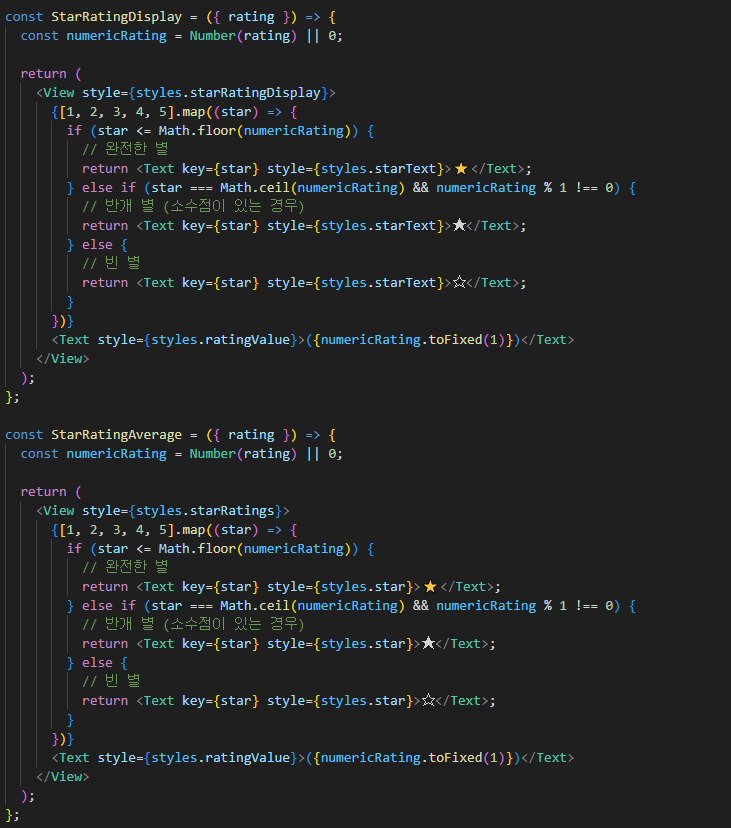 const StarRatingDisplay = ({ rating }) => {
  const numericRating = Number(rating) || 0;

  return (
    <View style={styles.starRatingDisplay}>
      {[1, 2, 3, 4, 5].map((star) => {
        if (star <= Math.floor(numericRating)) {
          // 완전한 별
          return <Text key={star} style={styles.starText}>⭐</Text>;
        } else if (star === Math.ceil(numericRating) && numericRating % 1 !== 0) {
          // 반개 별 (소수점이 있는 경우)
          return <Text key={star} style={styles.starText}>★</Text>;
        } else {
          // 빈 별
          return <Text key={star} style={styles.starText}>☆</Text>;
        }
      })}
      <Text style={styles.ratingValue}>({numericRating.toFixed(1)})</Text>
    </View>
  );
};

const StarRatingAverage = ({ rating }) => {
  const numericRating = Number(rating) || 0;

  return (
    <View style={styles.starRatings}>
      {[1, 2, 3, 4, 5].map((star) => {
        if (star <= Math.floor(numericRating)) {
          // 완전한 별
          return <Text key={star} style={styles.star}>⭐</Text>;
        } else if (star === Math.ceil(numericRating) && numericRating % 1 !== 0) {
          // 반개 별 (소수점이 있는 경우)
          return <Text key={star} style={styles.star}>★</Text>;
        } else {
          // 빈 별
          return <Text key={star} style={styles.star}>☆</Text>;
        }
      })}
      <Text style={styles.ratingValue}>({numericRating.toFixed(1)})</Text>
    </View>
  );
};